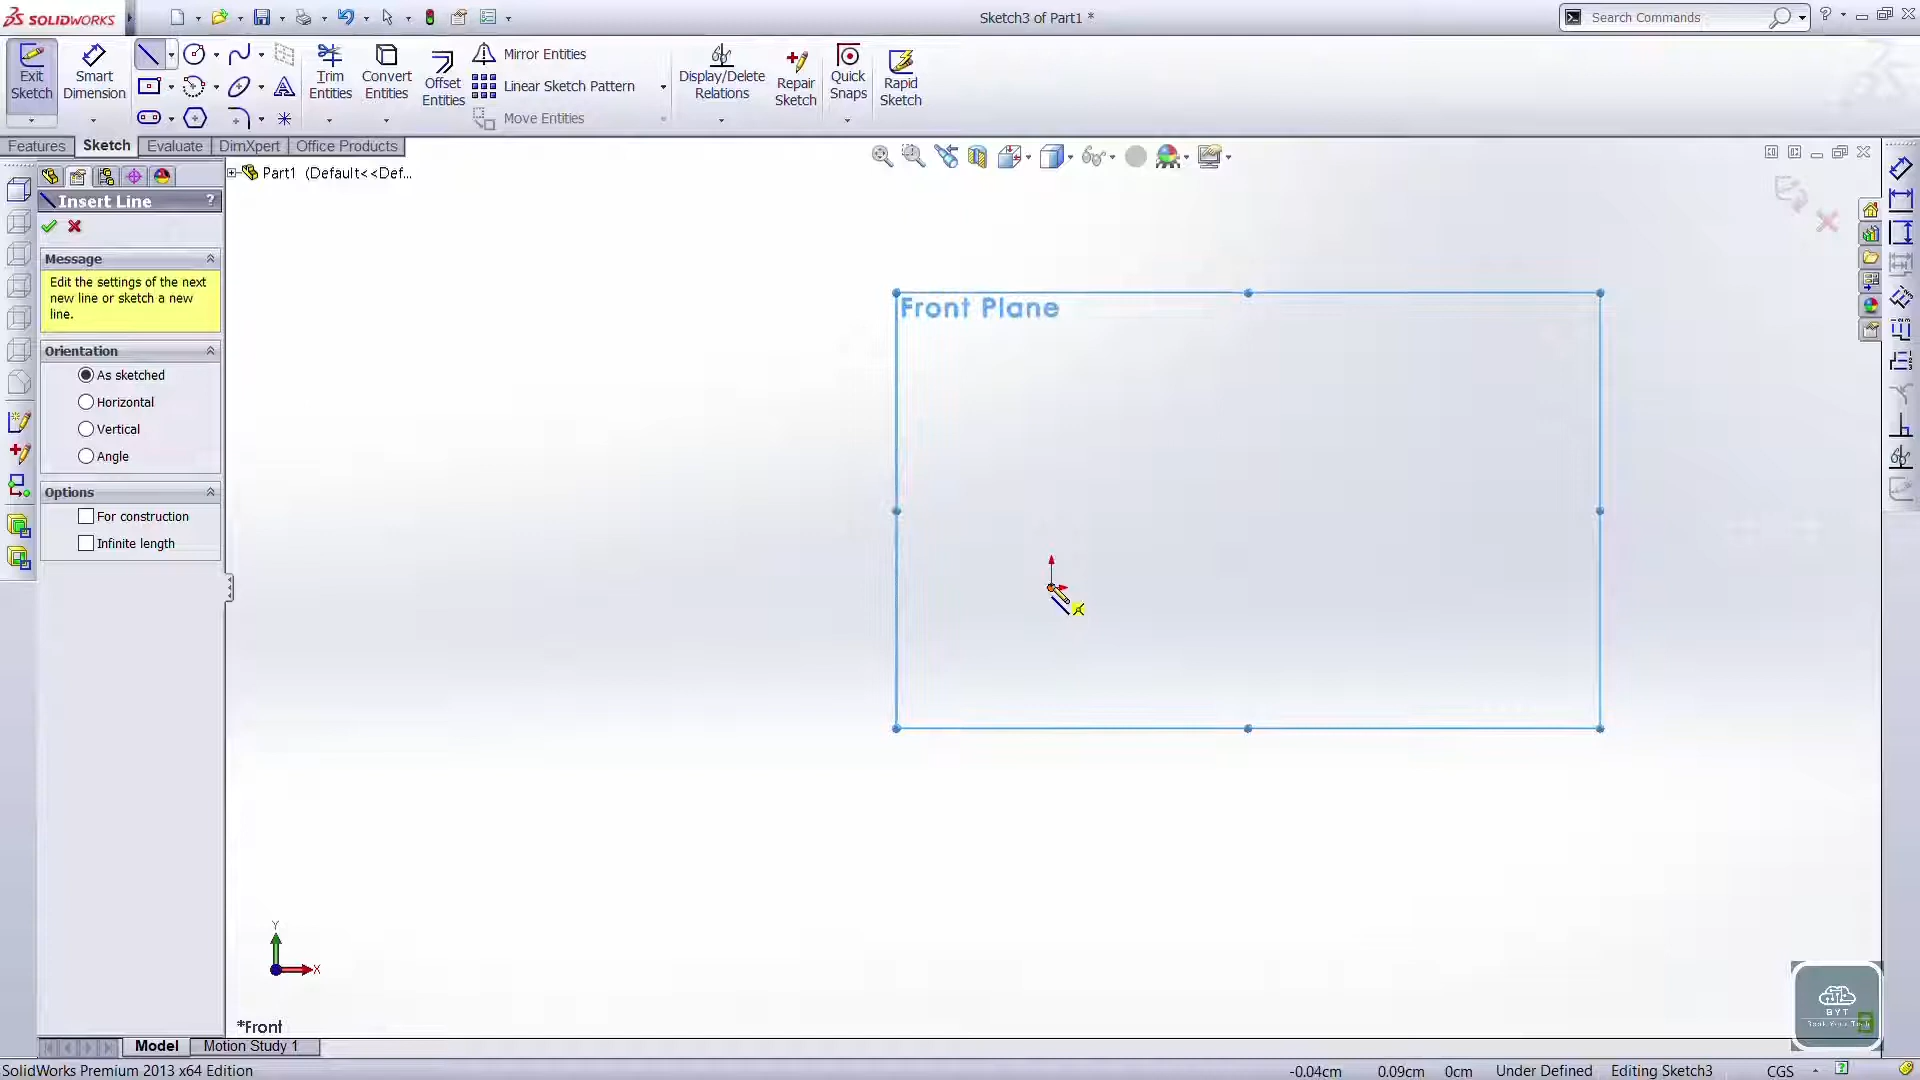 SOLIDWORKS
Sketch3 of Part1 *
Search Commands
Exit Sketch
Smart Dimension
Trim Entities
Convert Entities
Offset Entities
Mirror Entities
Linear Sketch Pattern
Move Entities
Display/Delete Relations
Repair Sketch
Quick Snaps
Rapid Sketch
Features Sketch Evaluate DimXpert Office Products
Part1 (Default<<Def...
Insert Line ?
Message
Edit the settings of the next
new line or sketch a new
line.
Orientation
As sketched
Horizontal
Vertical
Angle
Options
For construction
Infinite length
Front Plane
Y
X
*Front
BYT
Model Motion Study 1
SolidWorks Premium 2013 x64 Edition
-0.04cm 0.09cm 0cm Under Defined Editing Sketch3 CGS